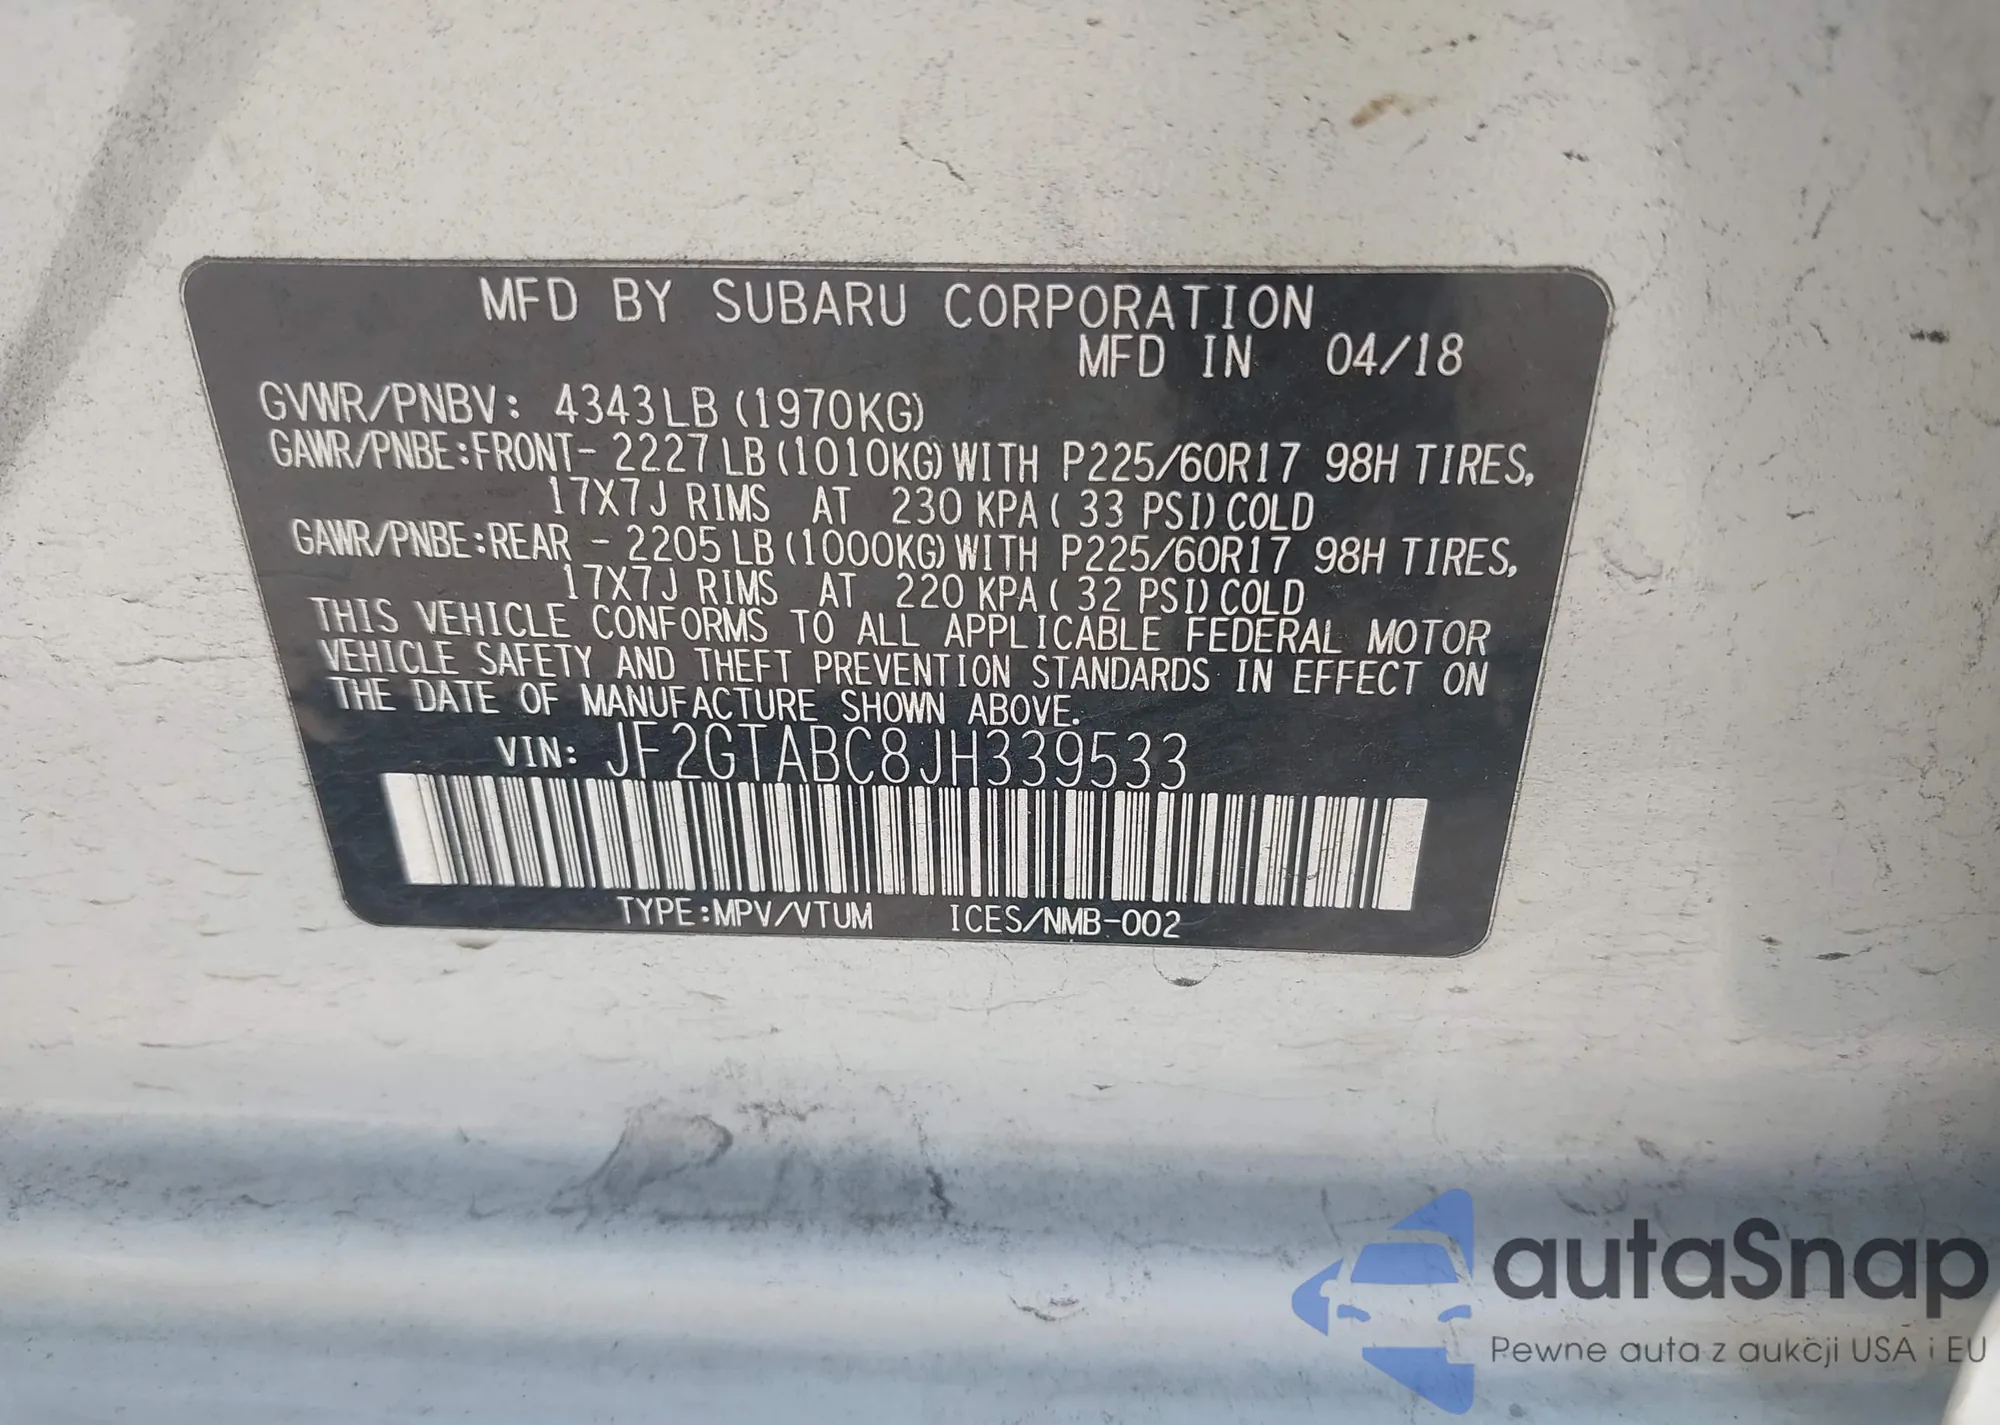 MFD BY SUBARU CORPORATION
MFD IN 04/18
GVWR/PNBV: 4343LB (1970KG)
GAWR/PNBE:FRONT- 2227LB (1010KG) WITH P225/60R17 98H TIRES,
17X7J RIMS AT 230 KPA( 33 PSI) COLD
GAWR/PNBE:REAR - 2205LB (1000KG) WITH P225/60R17 98H TIRES,
17X7J RIMS AT 220 KPA( 32 PSI) COLD
THIS VEHICLE CONFORMS TO ALL APPLICABLE FEDERAL MOTOR
VEHICLE SAFETY AND THEFT PREVENTION STANDARDS IN EFFECT ON
THE DATE OF MANUFACTURE SHOWN ABOVE.
VIN: JF2GTABC8JH339533
TYPE:MPV/VTUM ICES/NMB-002
autaSnap
Pewne auta z aukcji USA i EU